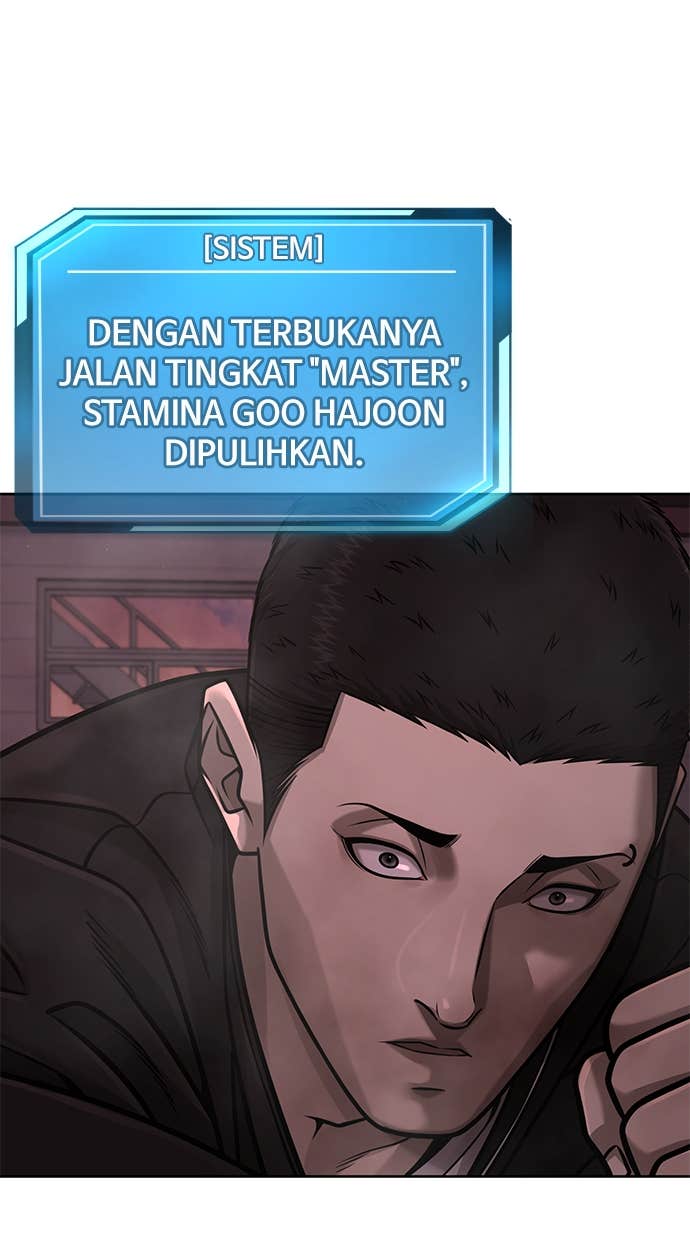 [SISTEM]
DENGAN TERBUKANYA
JALAN TINGKAT "MASTER",
STAMINA GOO HAJOON
DIPULIHKAN.